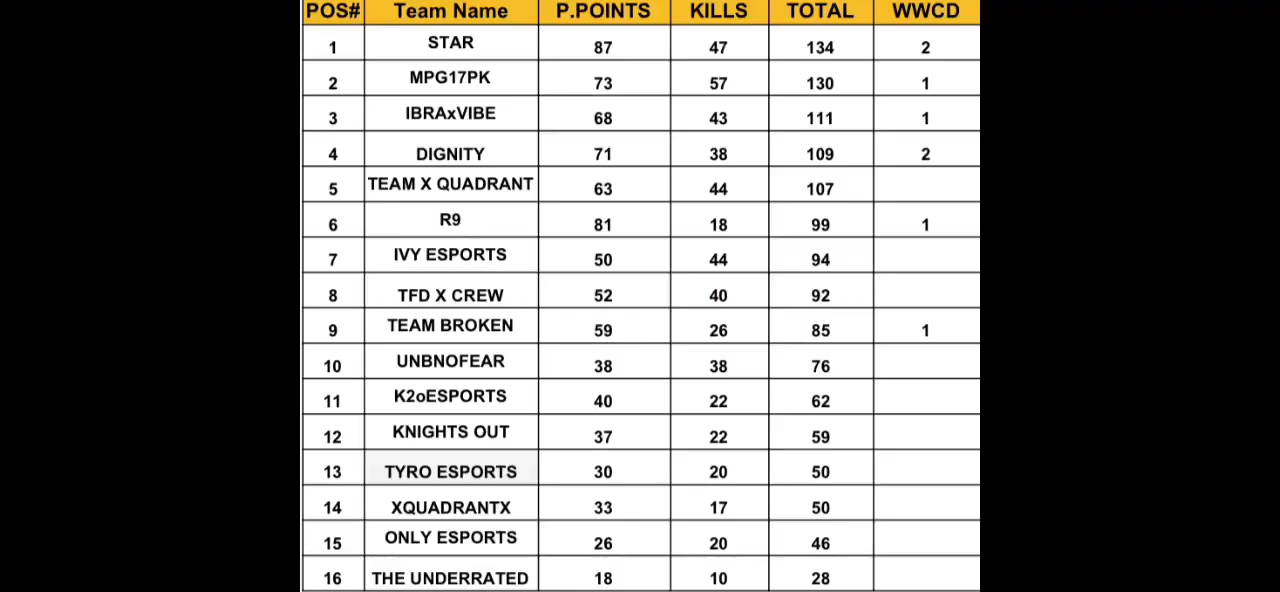 POS# Team Name P.POINTS KILLS TOTAL WWCD
1 STAR 87 47 134 2
2 MPG17PK 73 57 130 1
3 IBRAxVIBE 68 43 111 1
4 DIGNITY 71 38 109 2
5 TEAM X QUADRANT 63 44 107
6 R9 81 18 99 1
7 IVY ESPORTS 50 44 94
8 TFD X CREW 52 40 92
9 TEAM BROKEN 59 26 85 1
10 UNBNOFEAR 38 38 76
11 K2oESPORTS 40 22 62
12 KNIGHTS OUT 37 22 59
13 TYRO ESPORTS 30 20 50
14 XQUADRANTX 33 17 50
15 ONLY ESPORTS 26 20 46
16 THE UNDERRATED 18 10 28